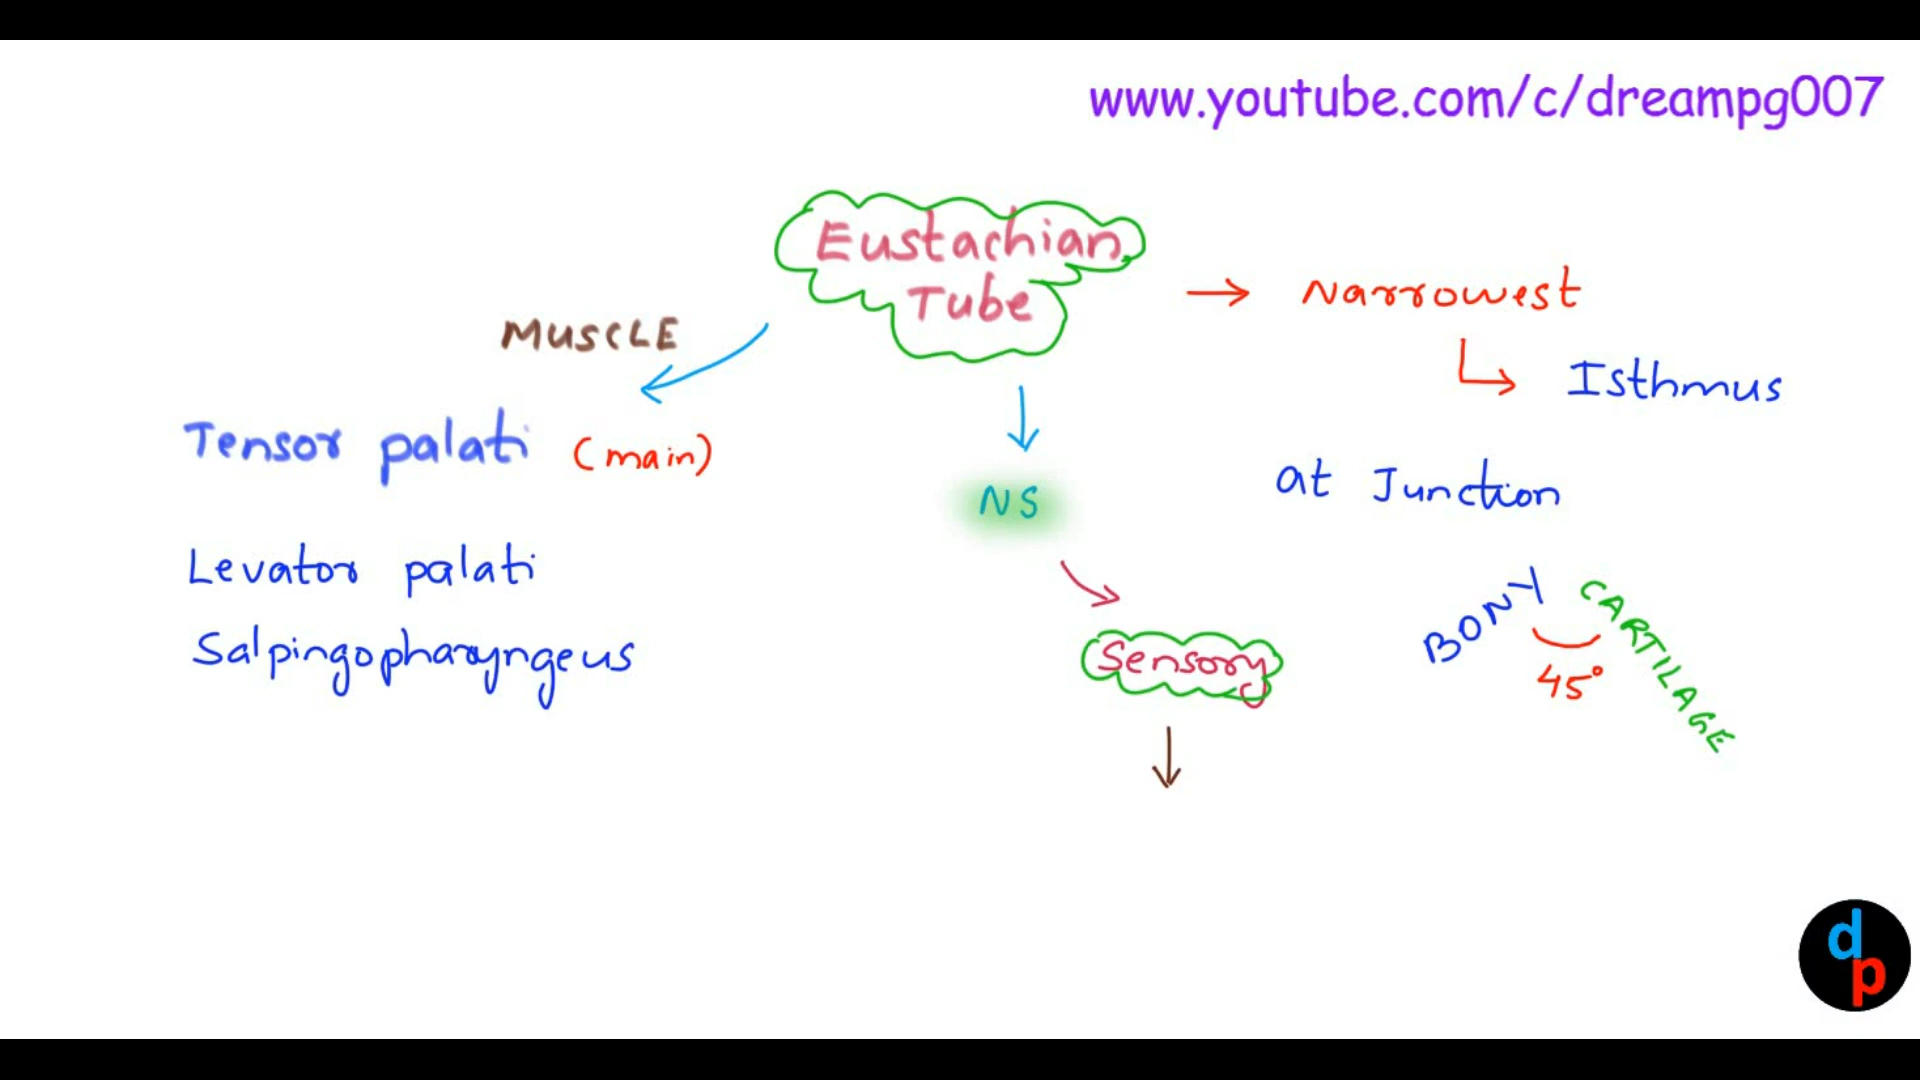 www.youtube.com/c/dreampg007
Eustachian
Tube
MUSCLE
Tensor palati (main)
Levator palati
Salpingopharyngeus
NS
Sensory
Narrowest
Isthmus
at Junction
BONY CARTILAGE
45°
dp